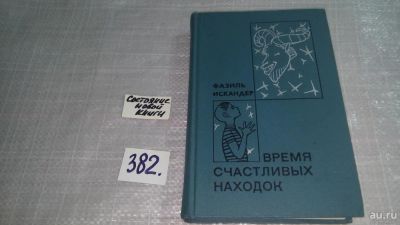 Состояние
новой
книги
382.
ФАЗИЛЬ
ИСКАНДЕР
ВРЕМЯ
СЧАСТЛИВЫХ
НАХОДОК
au.ru